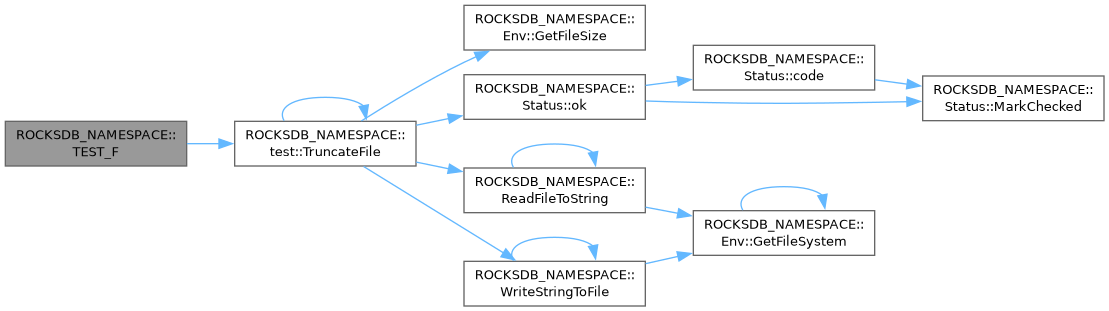 ROCKSDB_NAMESPACE::
TEST_F
ROCKSDB_NAMESPACE::
test::TruncateFile
ROCKSDB_NAMESPACE::
Env::GetFileSize
ROCKSDB_NAMESPACE::
Status::ok
ROCKSDB_NAMESPACE::
Status::code
ROCKSDB_NAMESPACE::
Status::MarkChecked
ROCKSDB_NAMESPACE::
ReadFileToString
ROCKSDB_NAMESPACE::
Env::GetFileSystem
ROCKSDB_NAMESPACE::
WriteStringToFile